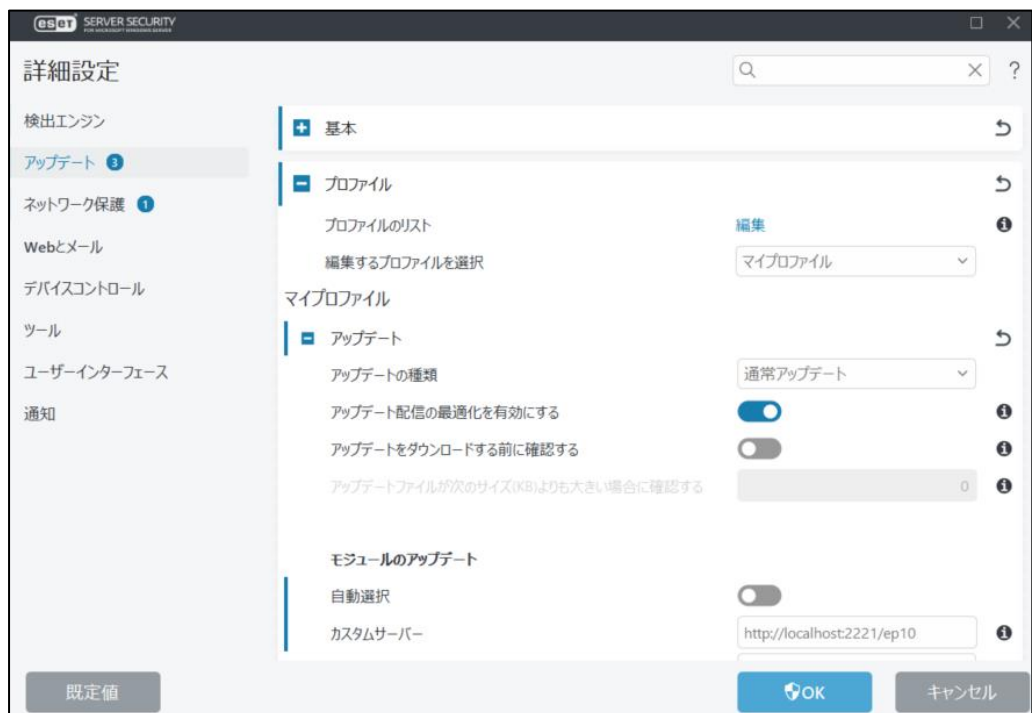 eset SERVER SECURITY
FOR MICROSOFT WINDOWS SERVER
詳細設定
?
検出エンジン
アップデート 3
ネットワーク保護 1
Webとメール
デバイスコントロール
ツール
ユーザーインターフェース
通知
基本
プロファイル
プロファイルのリスト 編集
編集するプロファイルを選択 マイプロファイル
マイプロファイル
アップデート
アップデートの種類 通常アップデート
アップデート配信の最適化を有効にする
アップデートをダウンロードする前に確認する
アップデートファイルが次のサイズ(KB)よりも大きい場合に確認する 0
モジュールのアップデート
自動選択
カスタムサーバー http://localhost:2221/ep10
既定値 OK キャンセル